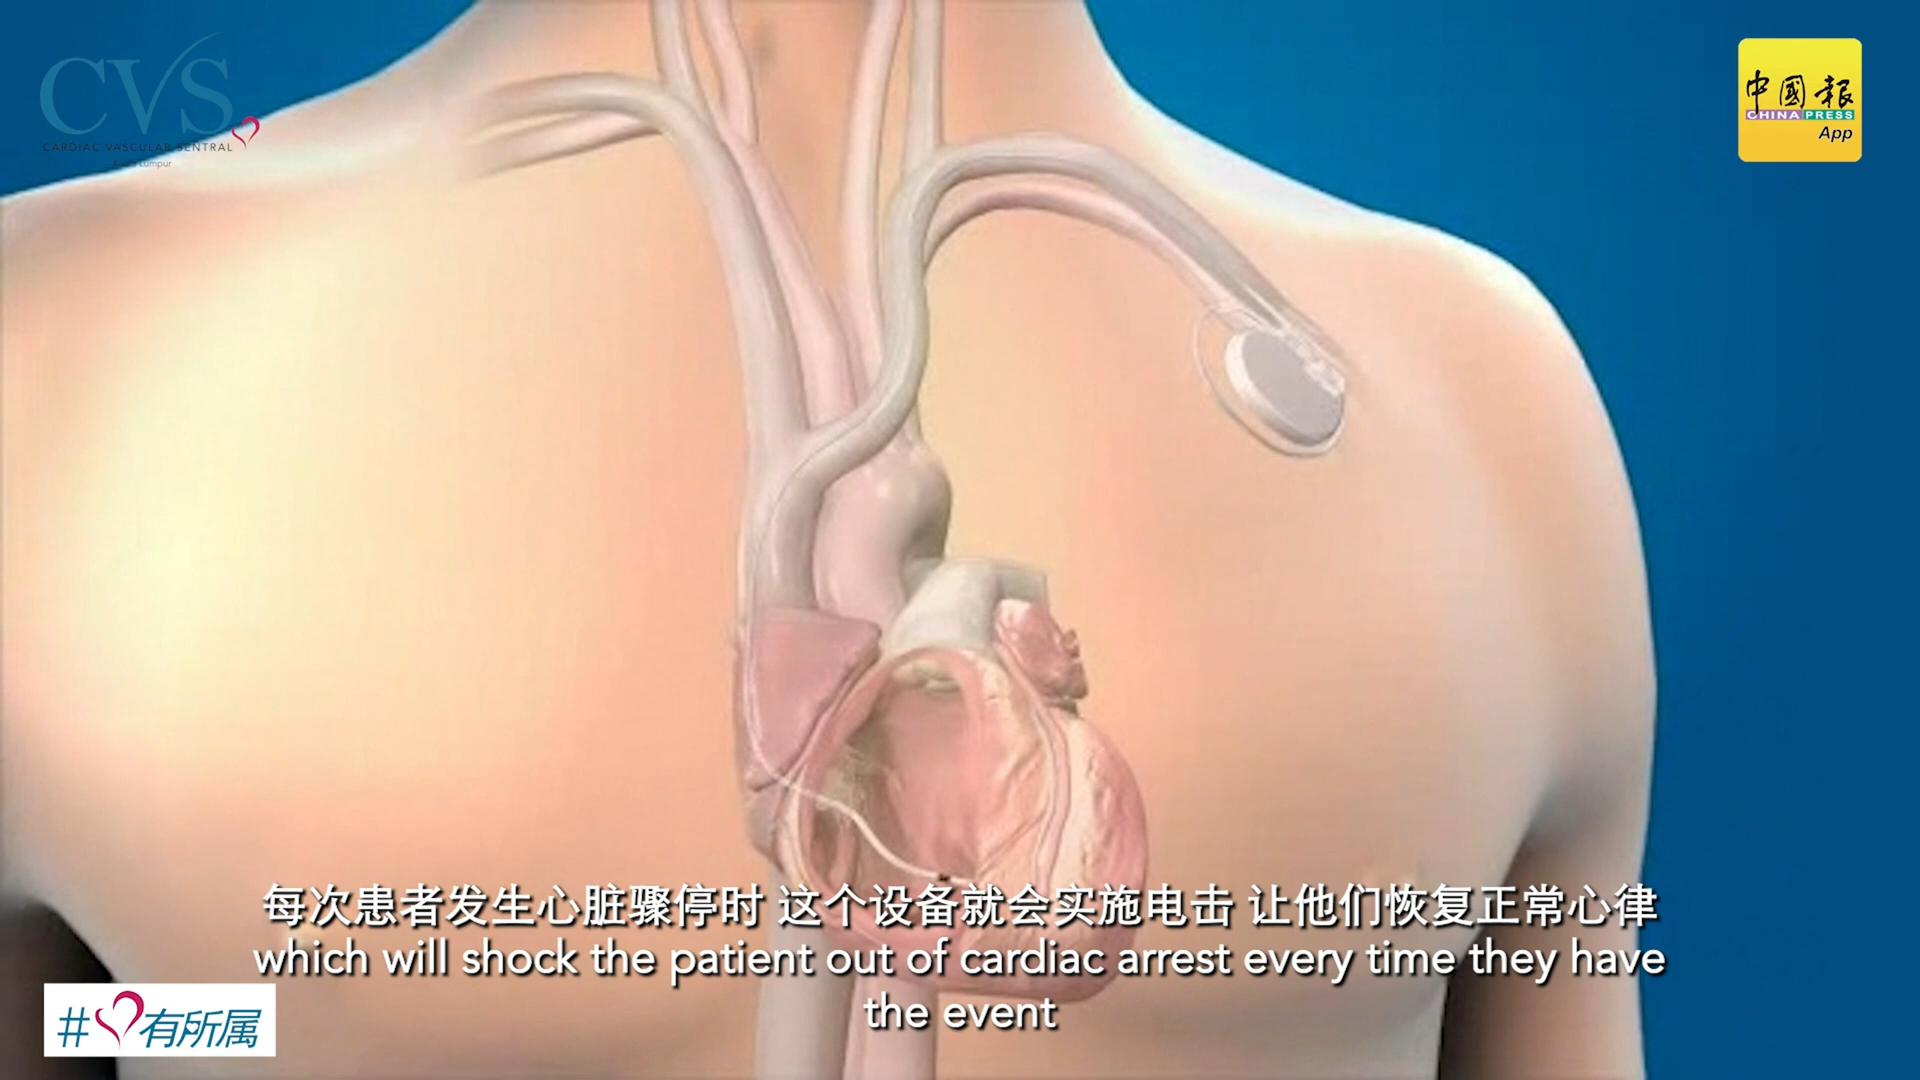 CVS
CARDIAC VASCULAR SENTRAL
Kuala Lumpur
中國報
CHINA PRESS
App
每次患者发生心脏骤停时 这个设备就会实施电击 让他们恢复正常心律
which will shock the patient out of cardiac arrest every time they have
the event
#有所属